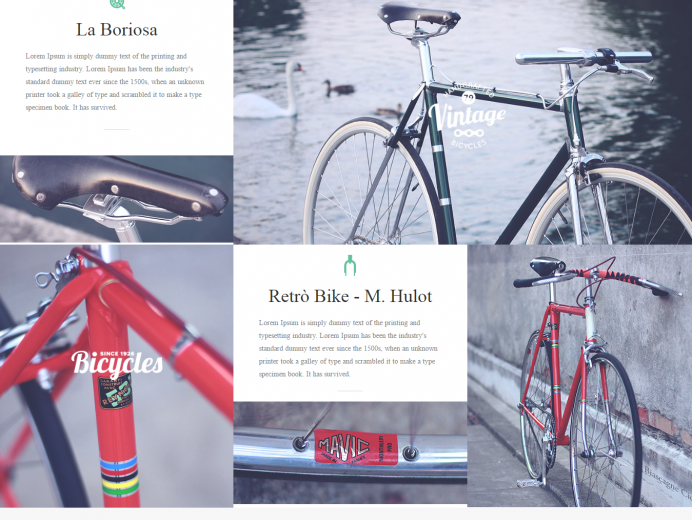 La Boriosa
Lorem Ipsum is simply dummy text of the printing and
typesetting industry. Lorem Ipsum has been the industry's
standard dummy text ever since the 1500s, when an unknown
printer took a galley of type and scrambled it to make a type
specimen book. It has survived.
Vintage
BICYCLES
SINCE 1924
Bicycles
Retrò Bike - M. Hulot
Lorem Ipsum is simply dummy text of the printing and
typesetting industry. Lorem Ipsum has been the industry's
standard dummy text ever since the 1500s, when an unknown
printer took a galley of type and scrambled it to make a type
specimen book. It has survived.
MAVIC